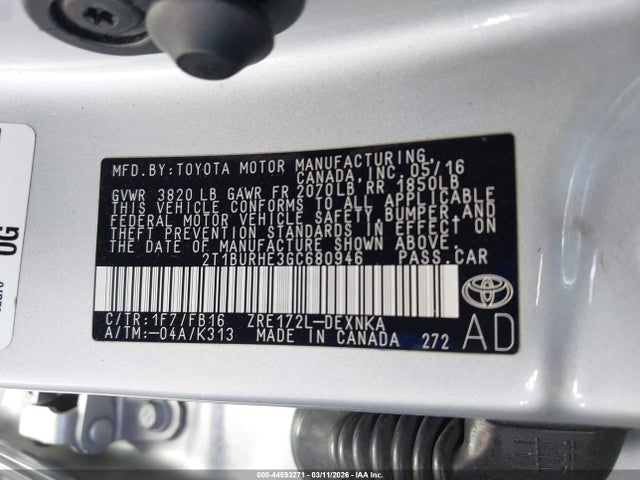 MFD.BY:TOYOTA MOTOR MANUFACTURING,
CANADA,INC. 05/16
GVWR 3820 LB GAWR FR 2070LB,RR 1850LB
THIS VEHICLE CONFORMS TO ALL APPLICABLE
FEDERAL MOTOR VEHICLE SAFETY,BUMPER,AND
THEFT PREVENTION STANDARDS IN EFFECT ON
THE DATE OF MANUFACTURE SHOWN ABOVE.
2T1BURHE3GC680946 PASS.CAR
C/IR:1F7/FB16 ZRE172L-DEXNKA
A/TM:-04A/K313 MADE IN CANADA 272
AD
OG
00-44593271 - 03/11/2026 - IAA Inc.